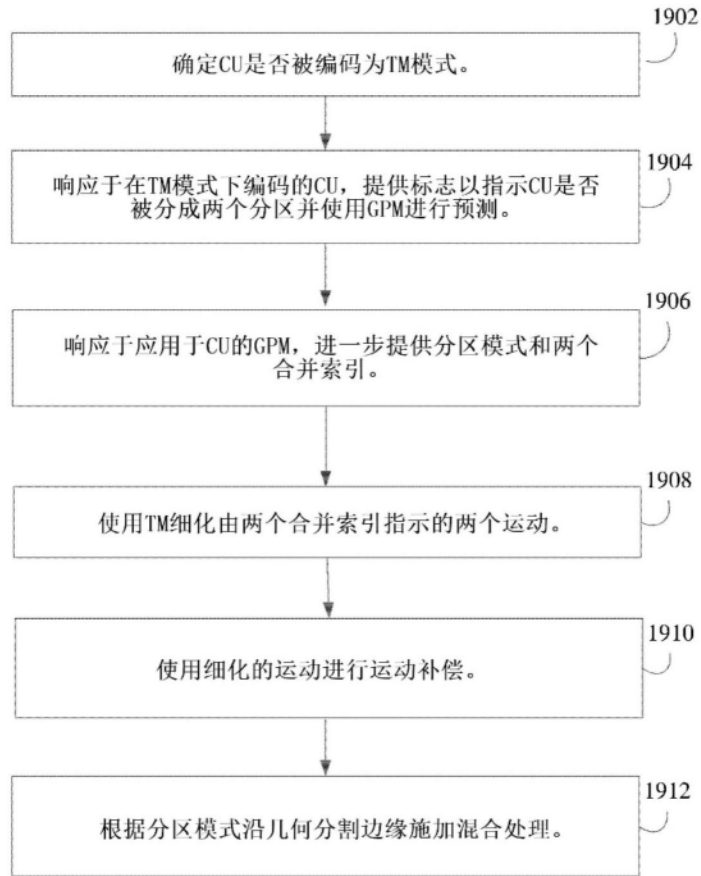 1902
确定CU是否被编码为TM模式。
1904
响应于在TM模式下编码的CU，提供标志以指示CU是否
被分成两个分区并使用GPM进行预测。
1906
响应于应用于CU的GPM，进一步提供分区模式和两个
合并索引。
1908
使用TM细化由两个合并索引指示的两个运动。
1910
使用细化的运动进行运动补偿。
1912
根据分区模式沿几何分割边缘施加混合处理。